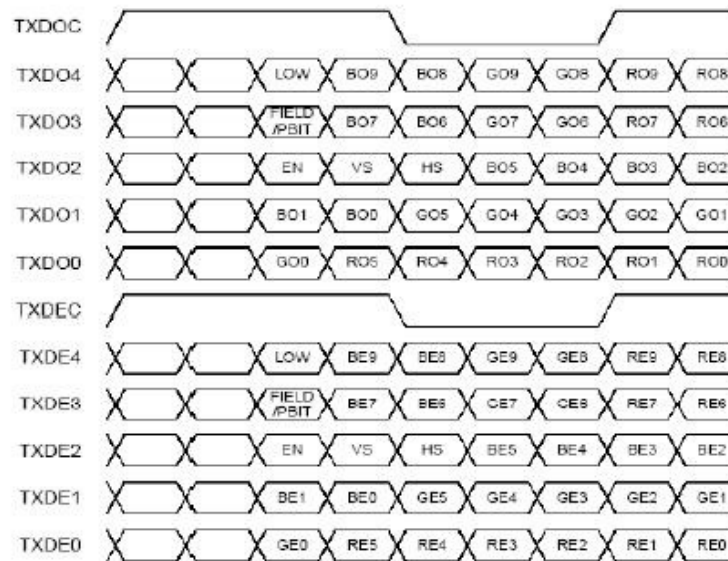 TXDOC
TXDO4 LOW BO9 BO8 GO9 GO8 RO9 RO8
TXDO3 FIELD /PBIT BO7 BO6 GO7 GO6 RO7 RO6
TXDO2 EN VS HS BO5 BO4 BO3 BO2
TXDO1 BO1 BO0 GO5 GO4 GO3 GO2 GO1
TXDO0 GO0 RO5 RO4 RO3 RO2 RO1 RO0
TXDEC
TXDE4 LOW BE9 BE8 GE9 GE8 RE9 RE8
TXDE3 FIELD /PBIT BE7 BE6 GE7 GE6 RE7 RE6
TXDE2 EN VS HS BE5 BE4 BE3 BE2
TXDE1 BE1 BE0 GE5 GE4 GE3 GE2 GE1
TXDE0 GE0 RE5 RE4 RE3 RE2 RE1 RE0